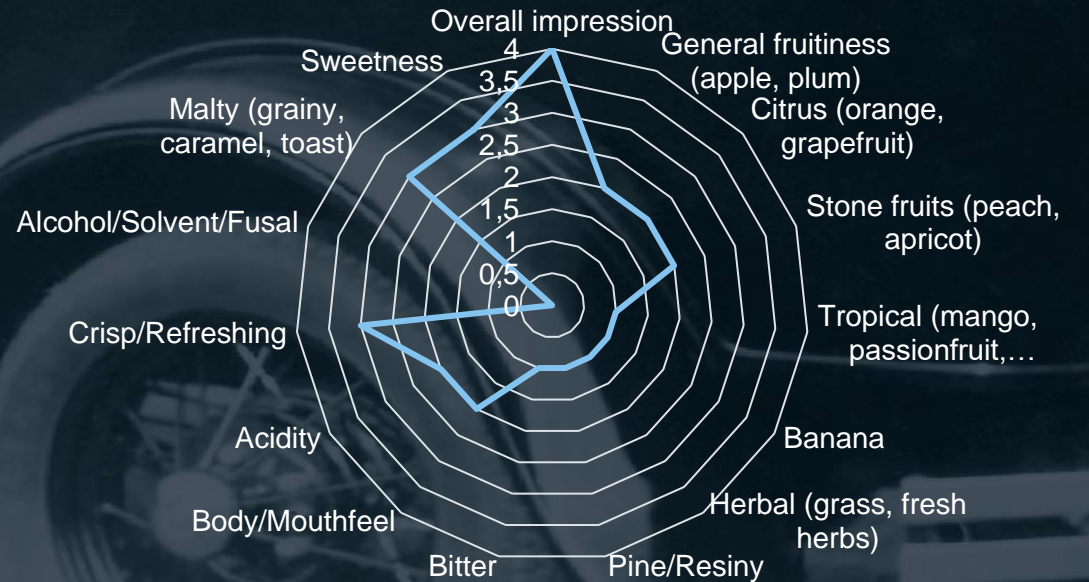 Overall impression
General fruitiness
(apple, plum)
Citrus (orange,
grapefruit)
Stone fruits (peach,
apricot)
Tropical (mango,
passionfruit,…
Banana
Herbal (grass, fresh
herbs)
Pine/Resiny
Bitter
Body/Mouthfeel
Acidity
Crisp/Refreshing
Alcohol/Solvent/Fusal
Malty (grainy,
caramel, toast)
Sweetness
4
3,5
3
2,5
2
1,5
1
0,5
0